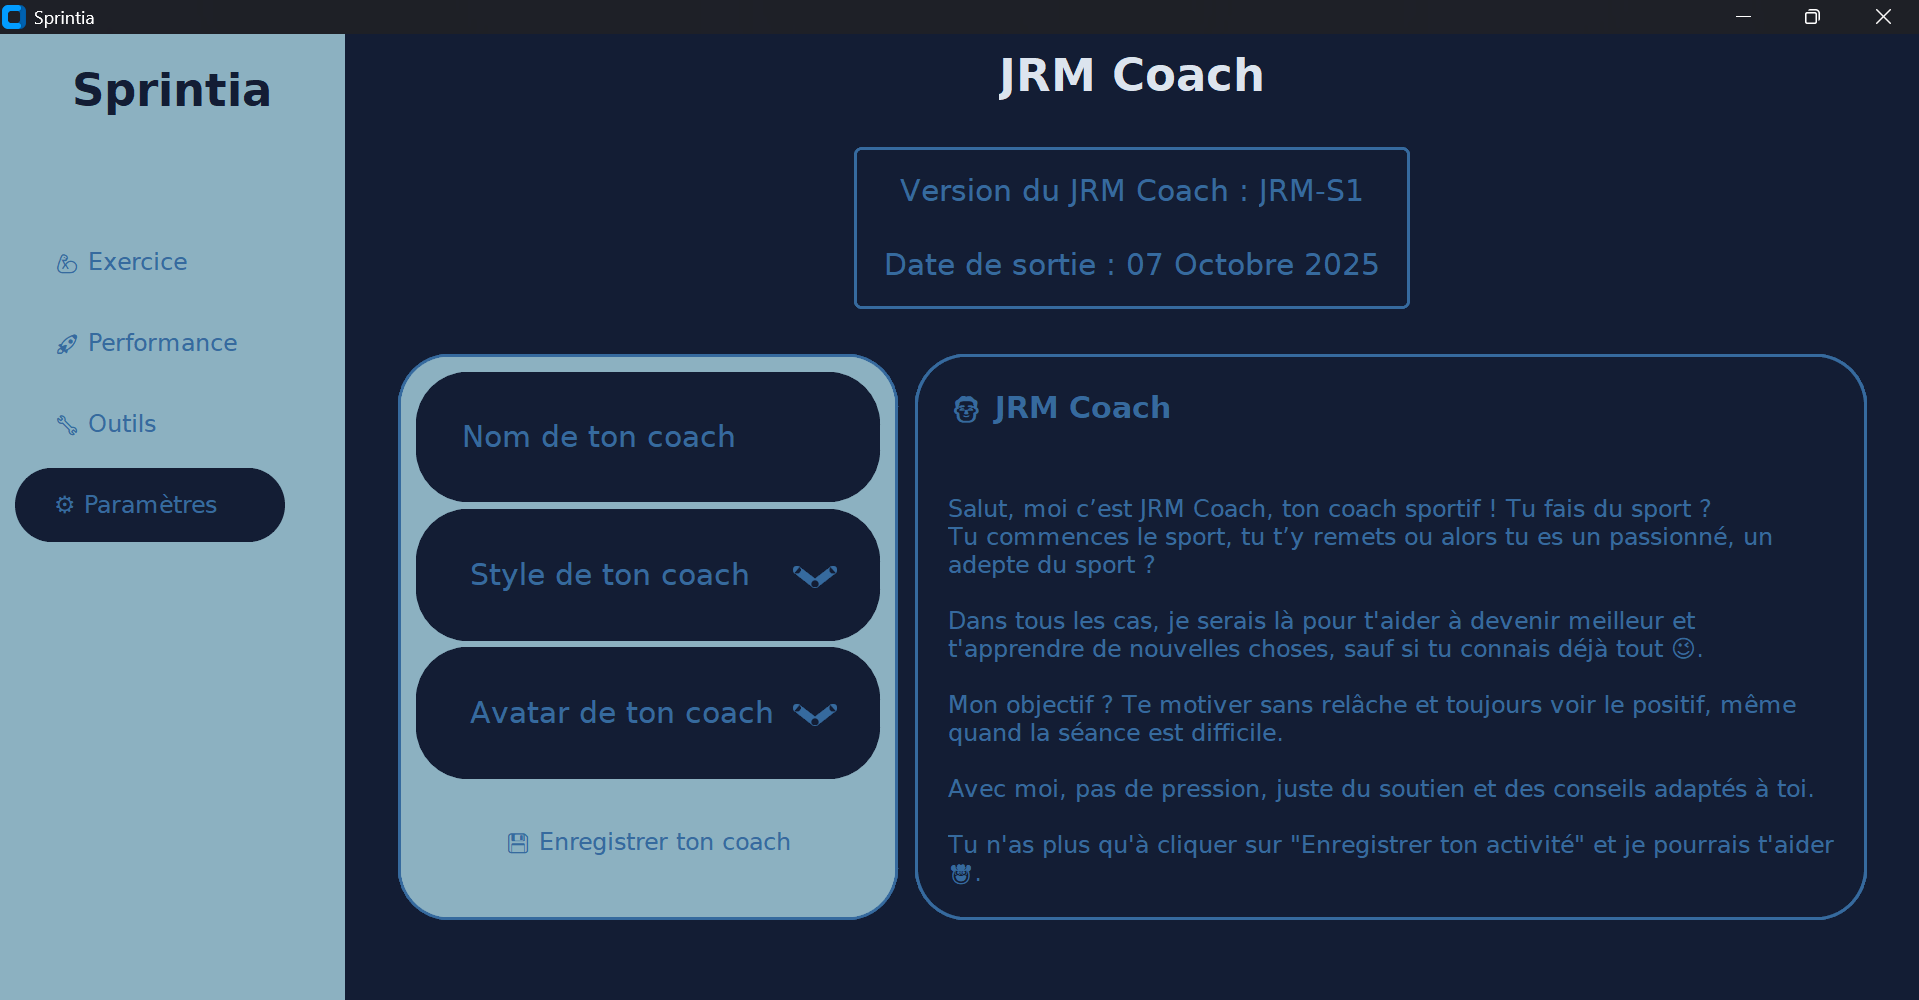 Sprintia
Sprintia
Exercice
Performance
Outils
Paramètres
JRM Coach
Version du JRM Coach : JRM-S1
Date de sortie : 07 Octobre 2025
Nom de ton coach
Style de ton coach
Avatar de ton coach
Enregistrer ton coach
JRM Coach
Salut, moi c’est JRM Coach, ton coach sportif ! Tu fais du sport ?
Tu commences le sport, tu t’y remets ou alors tu es un passionné, un
adepte du sport ?
Dans tous les cas, je serais là pour t'aider à devenir meilleur et
t'apprendre de nouvelles choses, sauf si tu connais déjà tout 😉.
Mon objectif ? Te motiver sans relâche et toujours voir le positif, même
quand la séance est difficile.
Avec moi, pas de pression, juste du soutien et des conseils adaptés à toi.
Tu n'as plus qu'à cliquer sur "Enregistrer ton activité" et je pourrais t'aider
.